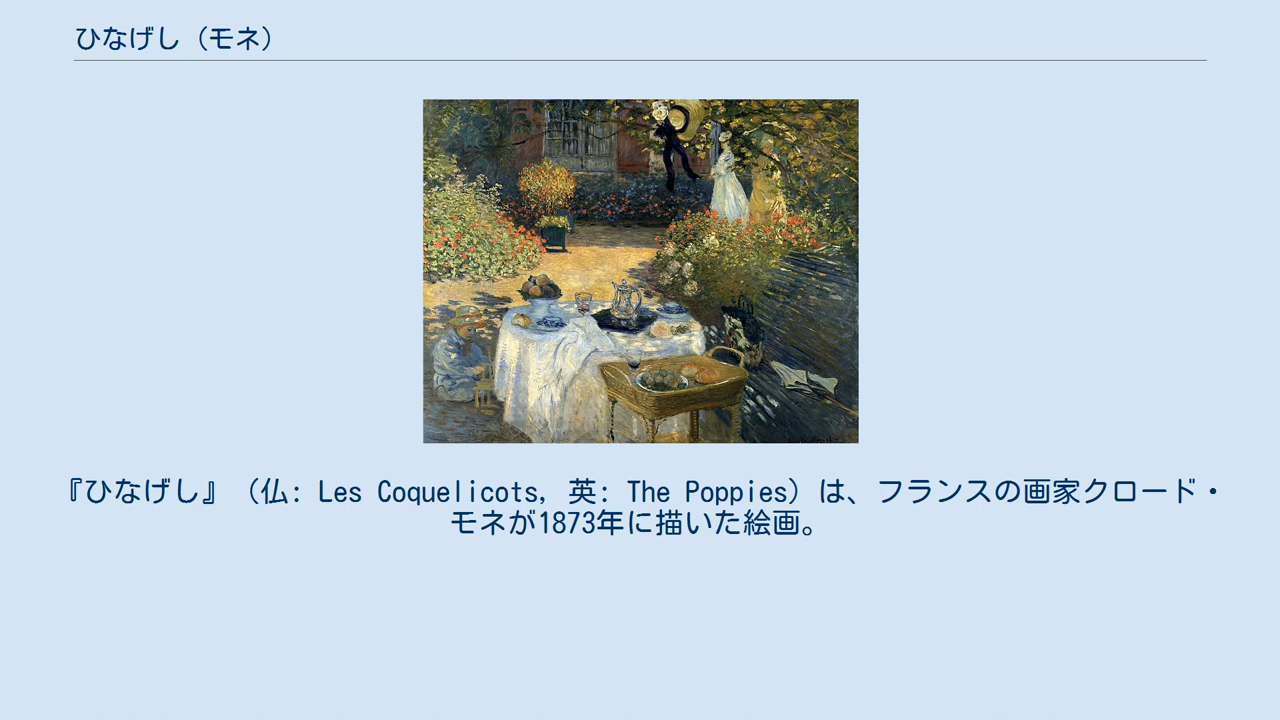 ひなげし（モネ）
『ひなげし』（仏: Les Coquelicots, 英: The Poppies）は、フランスの画家クロード・
モネが1873年に描いた絵画。